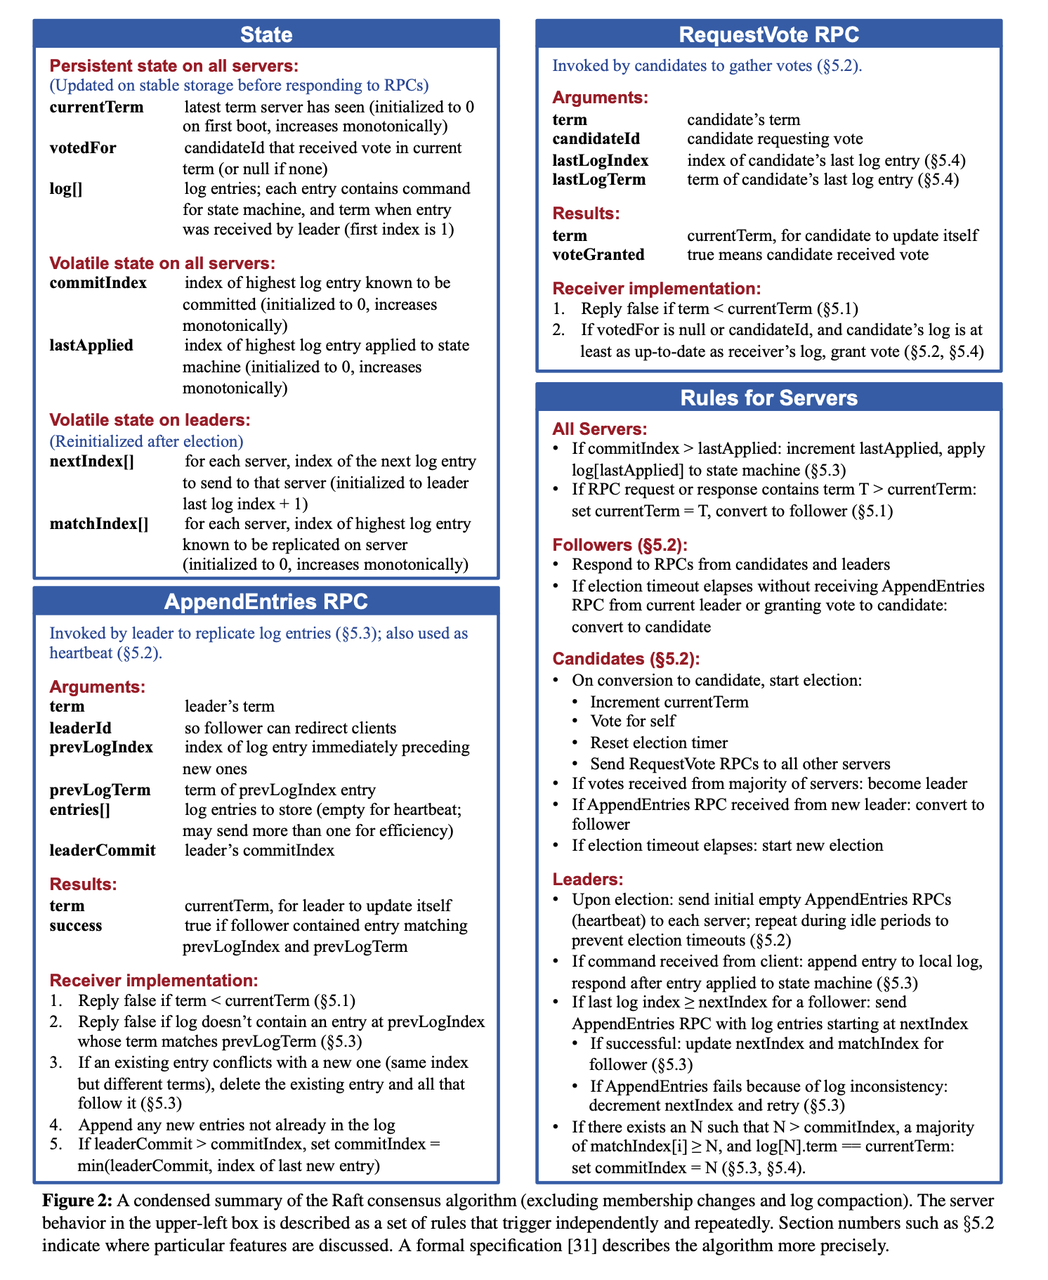 State
Persistent state on all servers:
(Updated on stable storage before responding to RPCs)
currentTerm latest term server has seen (initialized to 0
on first boot, increases monotonically)
votedFor candidateId that received vote in current
term (or null if none)
log[] log entries; each entry contains command
for state machine, and term when entry
was received by leader (first index is 1)
Volatile state on all servers:
commitIndex index of highest log entry known to be
committed (initialized to 0, increases
monotonically)
lastApplied index of highest log entry applied to state
machine (initialized to 0, increases
monotonically)
Volatile state on leaders:
(Reinitialized after election)
nextIndex[] for each server, index of the next log entry
to send to that server (initialized to leader
last log index + 1)
matchIndex[] for each server, index of highest log entry
known to be replicated on server
(initialized to 0, increases monotonically)
AppendEntries RPC
Invoked by leader to replicate log entries (§5.3); also used as
heartbeat (§5.2).
Arguments:
term leader's term
leaderId so follower can redirect clients
prevLogIndex index of log entry immediately preceding
new ones
prevLogTerm term of prevLogIndex entry
entries[] log entries to store (empty for heartbeat;
may send more than one for efficiency)
leaderCommit leader's commitIndex
Results:
term currentTerm, for leader to update itself
success true if follower contained entry matching
prevLogIndex and prevLogTerm
Receiver implementation:
1. Reply false if term < currentTerm (§5.1)
2. Reply false if log doesn't contain an entry at prevLogIndex
whose term matches prevLogTerm (§5.3)
3. If an existing entry conflicts with a new one (same index
but different terms), delete the existing entry and all that
follow it (§5.3)
4. Append any new entries not already in the log
5. If leaderCommit > commitIndex, set commitIndex =
min(leaderCommit, index of last new entry)
RequestVote RPC
Invoked by candidates to gather votes (§5.2).
Arguments:
term candidate's term
candidateId candidate requesting vote
lastLogIndex index of candidate's last log entry (§5.4)
lastLogTerm term of candidate's last log entry (§5.4)
Results:
term currentTerm, for candidate to update itself
voteGranted true means candidate received vote
Receiver implementation:
1. Reply false if term < currentTerm (§5.1)
2. If votedFor is null or candidateId, and candidate's log is at
least as up-to-date as receiver's log, grant vote (§5.2, §5.4)
Rules for Servers
All Servers:
• If commitIndex > lastApplied: increment lastApplied, apply
log[lastApplied] to state machine (§5.3)
• If RPC request or response contains term T > currentTerm:
set currentTerm = T, convert to follower (§5.1)
Followers (§5.2):
• Respond to RPCs from candidates and leaders
• If election timeout elapses without receiving AppendEntries
RPC from current leader or granting vote to candidate:
convert to candidate
Candidates (§5.2):
• On conversion to candidate, start election:
• Increment currentTerm
• Vote for self
• Reset election timer
• Send RequestVote RPCs to all other servers
• If votes received from majority of servers: become leader
• If AppendEntries RPC received from new leader: convert to
follower
• If election timeout elapses: start new election
Leaders:
• Upon election: send initial empty AppendEntries RPCs
(heartbeat) to each server; repeat during idle periods to
prevent election timeouts (§5.2)
• If command received from client: append entry to local log,
respond after entry applied to state machine (§5.3)
• If last log index ≥ nextIndex for a follower: send
AppendEntries RPC with log entries starting at nextIndex
• If successful: update nextIndex and matchIndex for
follower (§5.3)
• If AppendEntries fails because of log inconsistency:
decrement nextIndex and retry (§5.3)
• If there exists an N such that N > commitIndex, a majority
of matchIndex[i] ≥ N, and log[N].term == currentTerm:
set commitIndex = N (§5.3, §5.4).
Figure 2: A condensed summary of the Raft consensus algorithm (excluding membership changes and log compaction). The server
behavior in the upper-left box is described as a set of rules that trigger independently and repeatedly. Section numbers such as §5.2
indicate where particular features are discussed. A formal specification [31] describes the algorithm more precisely.